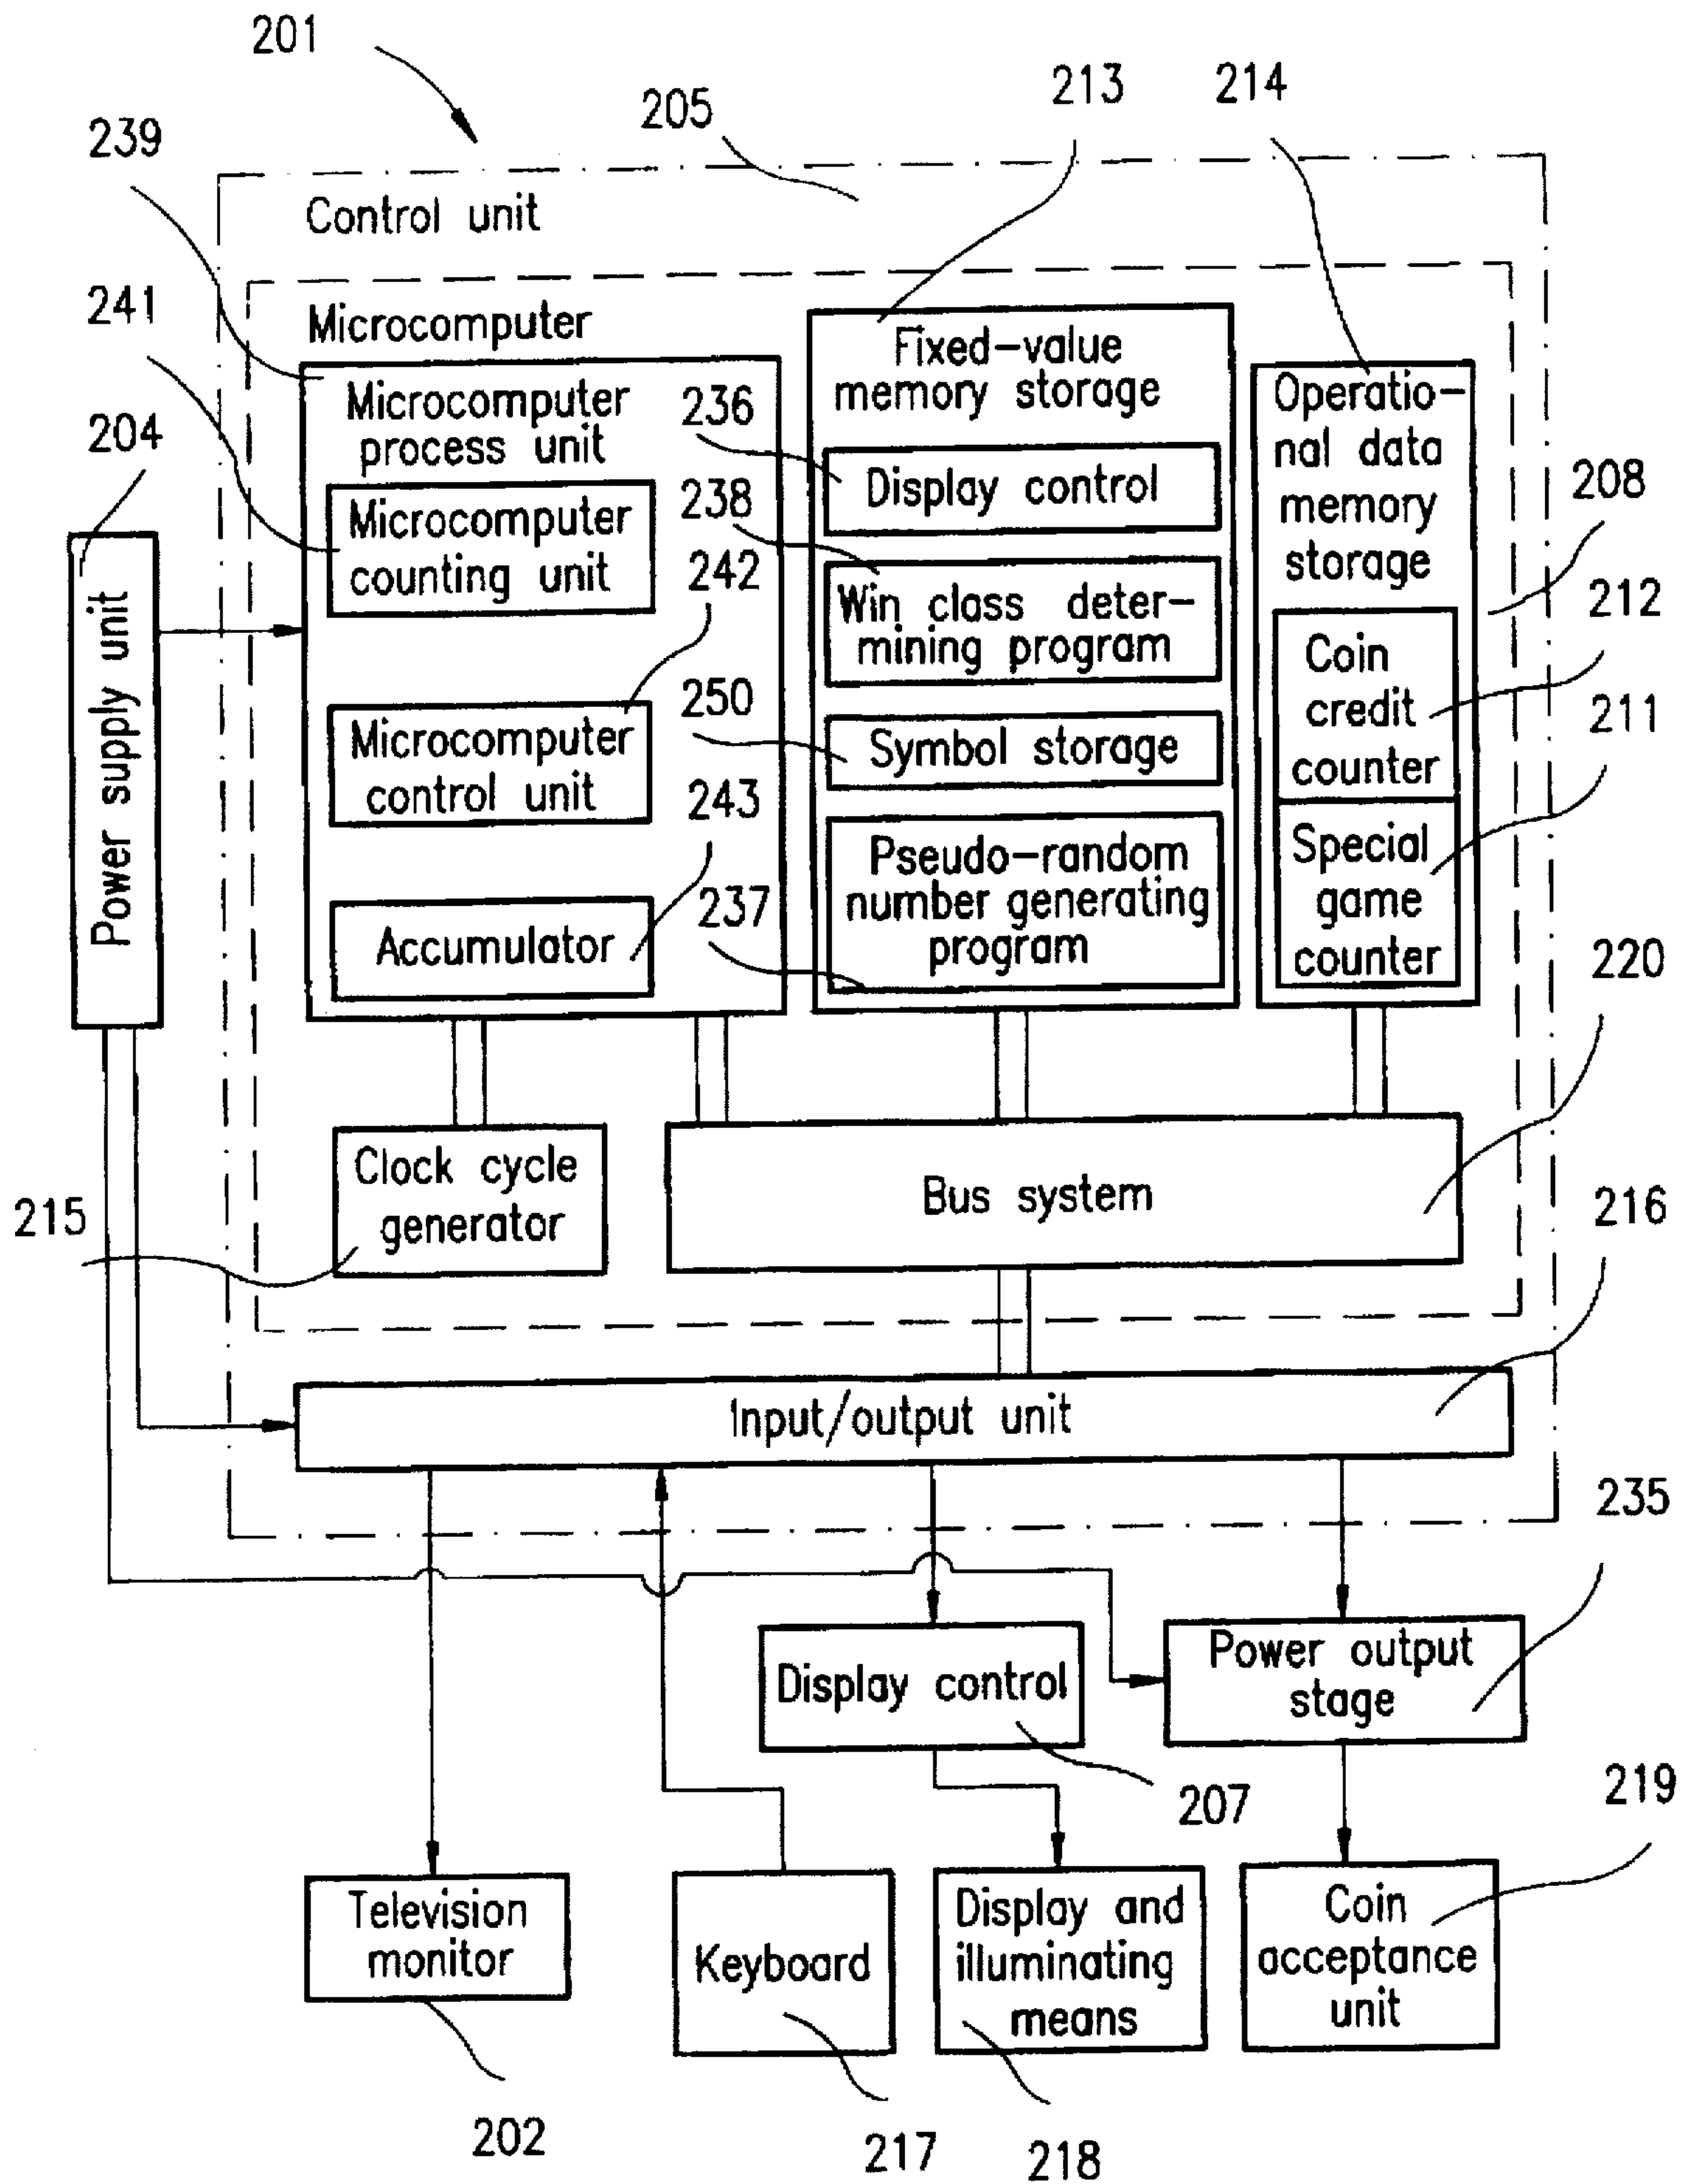 201
213
214
205
239
Control unit
241
Microcomputer
Fixed-value
memory storage
Operatio-
nal data
memory
storage
Microcomputer
process unit
236
204
Display control
208
Microcomputer
counting unit
238
Win class deter-
mining program
242
212
Power supply unit
Coin
credit
counter
250
Symbol storage
211
Microcomputer
control unit
243
Pseudo-random
number generating
program
Special
game
counter
237
Accumulator
220
Clock cycle
generator
Bus system
215
216
Input/output unit
235
Display control
Power output
stage
207
219
Television
monitor
Keyboard
Display and
illuminating
means
Coin
acceptance
unit
202
217
218